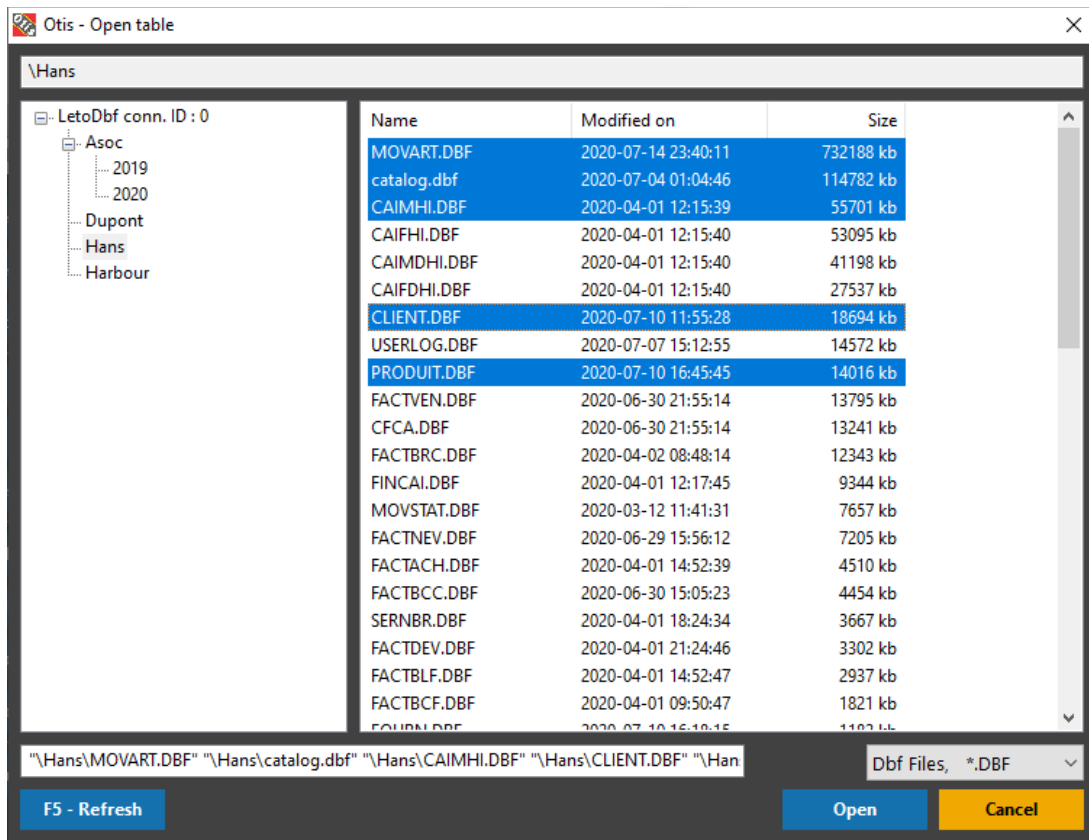 Otis - Open table
\Hans
LetoDbf conn. ID : 0
Asoc
2019
2020
Dupont
Hans
Harbour
Name Modified on Size
MOVART.DBF 2020-07-14 23:40:11 732188 kb
catalog.dbf 2020-07-04 01:04:46 114782 kb
CAIMHI.DBF 2020-04-01 12:15:39 55701 kb
CAIFHI.DBF 2020-04-01 12:15:40 53095 kb
CAIMDHI.DBF 2020-04-01 12:15:40 41198 kb
CAIFDHI.DBF 2020-04-01 12:15:40 27537 kb
CLIENT.DBF 2020-07-10 11:55:28 18694 kb
USERLOG.DBF 2020-07-07 15:12:55 14572 kb
PRODUIT.DBF 2020-07-10 16:45:45 14016 kb
FACTVEN.DBF 2020-06-30 21:55:14 13795 kb
CFCA.DBF 2020-06-30 21:55:14 13241 kb
FACTBRC.DBF 2020-04-02 08:48:14 12343 kb
FINCAI.DBF 2020-04-01 12:17:45 9344 kb
MOVSTAT.DBF 2020-03-12 11:41:31 7657 kb
FACTNEV.DBF 2020-06-29 15:56:12 7205 kb
FACTACH.DBF 2020-04-01 14:52:39 4510 kb
FACTBCC.DBF 2020-06-30 15:05:23 4454 kb
SERNBR.DBF 2020-04-01 18:24:34 3667 kb
FACTDEV.DBF 2020-04-01 21:24:46 3302 kb
FACTBLF.DBF 2020-04-01 14:52:47 2937 kb
FACTBCF.DBF 2020-04-01 09:50:47 1821 kb
"\Hans\MOVART.DBF" "\Hans\catalog.dbf" "\Hans\CAIMHI.DBF" "\Hans\CLIENT.DBF" "\Han
Dbf Files, *.DBF
F5 - Refresh
Open
Cancel